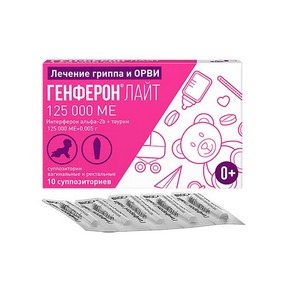 Лечение гриппа и ОРВИ
ГЕНФЕРОН® ЛАЙТ
125 000 МЕ
Интерферон альфа-2b + таурин
125 000 МЕ+0,005 г
суппозитории
вагинальные и ректальные
10 суппозиториев
0+